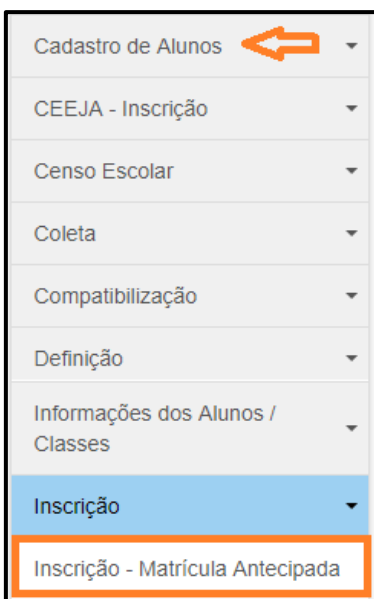 Cadastro de Alunos
CEEJA - Inscrição
Censo Escolar
Coleta
Compatibilização
Definição
Informações dos Alunos /
Classes
Inscrição
Inscrição - Matrícula Antecipada